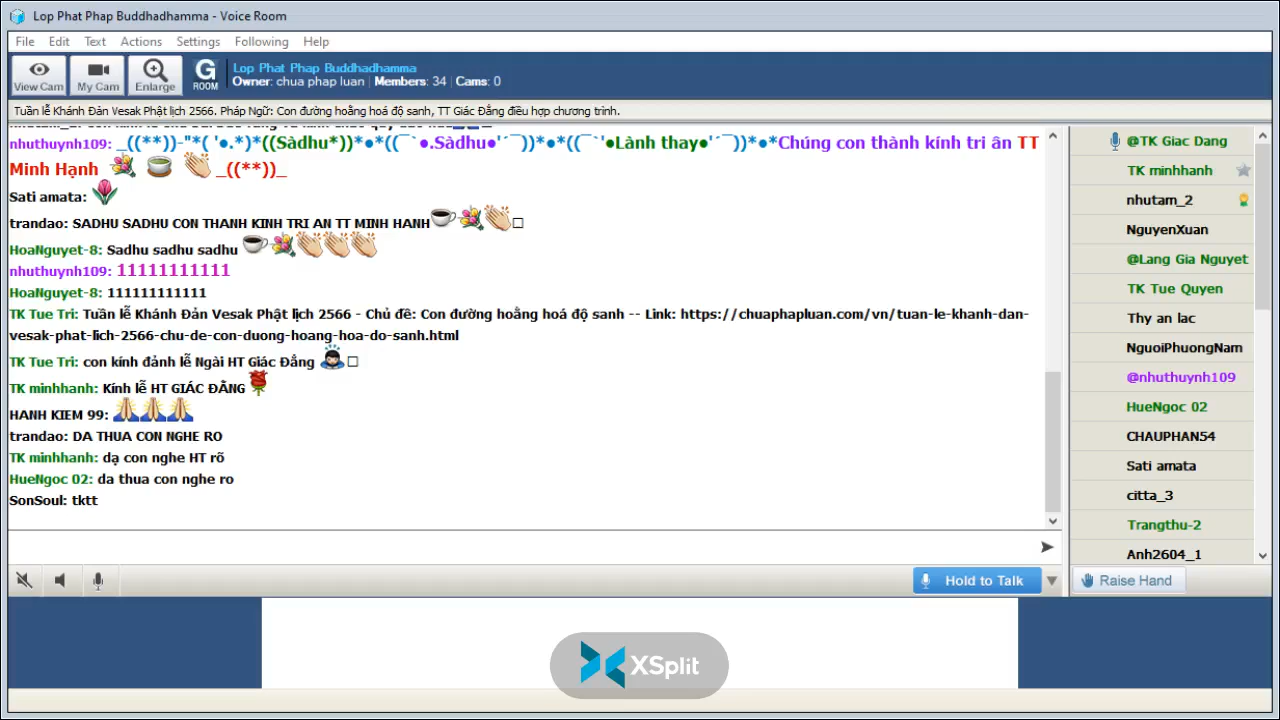 Lop Phat Phap Buddhadhamma - Voice Room
File Edit Text Actions Settings Following Help
View Cam My Cam Enlarge G ROOM
Lop Phat Phap Buddhadhamma
Owner: chua phap luan | Members: 34 | Cams: 0
Tuần lễ Khánh Đản Vesak Phật lịch 2566. Pháp Ngữ: Con đường hoằng hoá độ sanh, TT Giác Đẳng điều hợp chương trình.
nhuthuynh109: _((**))-"*( '●.*)*((Sàdhu*))*●*((¯`●.Sàdhu●'´¯))*●*((¯`'●Lành thay●'´¯))*●*Chúng con thành kính tri ân TT
Minh Hạnh _((**))_
Sati amata:
trandao: SADHU SADHU CON THANH KINH TRI AN TT MINH HANH
HoaNguyet-8: Sadhu sadhu sadhu
nhuthuynh109: 11111111111
HoaNguyet-8: 111111111111
TK Tue Tri: Tuần lễ Khánh Đản Vesak Phật lịch 2566 - Chủ đề: Con đường hoằng hoá độ sanh -- Link: https://chuaphapluan.com/vn/tuan-le-khanh-dan-
vesak-phat-lich-2566-chu-de-con-duong-hoang-hoa-do-sanh.html
TK Tue Tri: con kính đảnh lễ Ngài HT Giác Đẳng
TK minhhanh: Kính lễ HT GIÁC ĐẲNG
HANH KIEM 99:
trandao: DA THUA CON NGHE RO
TK minhhanh: dạ con nghe HT rõ
HueNgoc 02: da thua con nghe ro
SonSoul: tktt
@TK Giac Dang
TK minhhanh
nhutam_2
NguyenXuan
@Lang Gia Nguyet
TK Tue Quyen
Thy an lac
NguoiPhuongNam
@nhuthuynh109
HueNgoc 02
CHAUPHAN54
Sati amata
citta_3
Trangthu-2
Anh2604_1
Hold to Talk
Raise Hand
XSplit